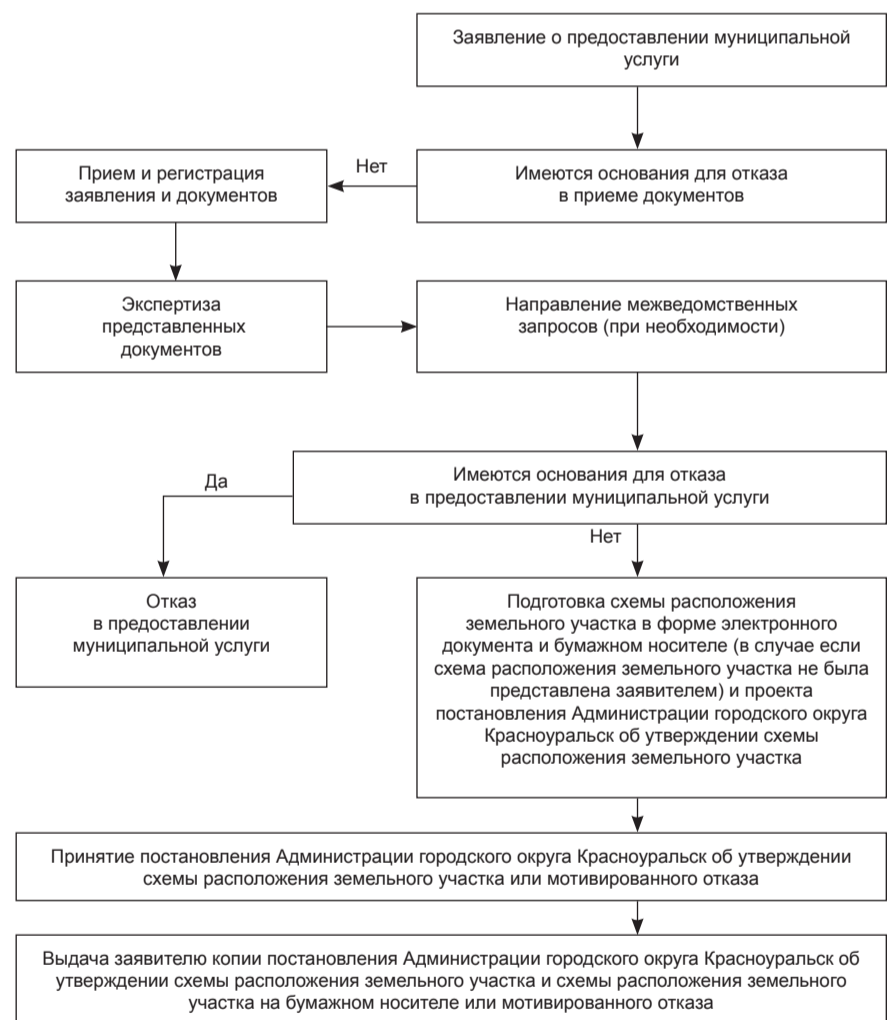 Заявление о предоставлении муниципальной
услуги
Прием и регистрация
заявления и документов
Нет
Имеются основания для отказа
в приеме документов
Экспертиза
представленных
документов
Направление межведомственных
запросов (при необходимости)
Имеются основания для отказа
в предоставлении муниципальной услуги
Да
Нет
Отказ
в предоставлении
муниципальной услуги
Подготовка схемы расположения
земельного участка в форме электронного
документа и бумажном носителе (в случае если
схема расположения земельного участка не была
представлена заявителем) и проекта
постановления Администрации городского округа
Красноуральск об утверждении схемы
расположения земельного участка
Принятие постановления Администрации городского округа Красноуральск об утверждении
схемы расположения земельного участка или мотивированного отказа
Выдача заявителю копии постановления Администрации городского округа Красноуральск об
утверждении схемы расположения земельного участка и схемы расположения земельного
участка на бумажном носителе или мотивированного отказа